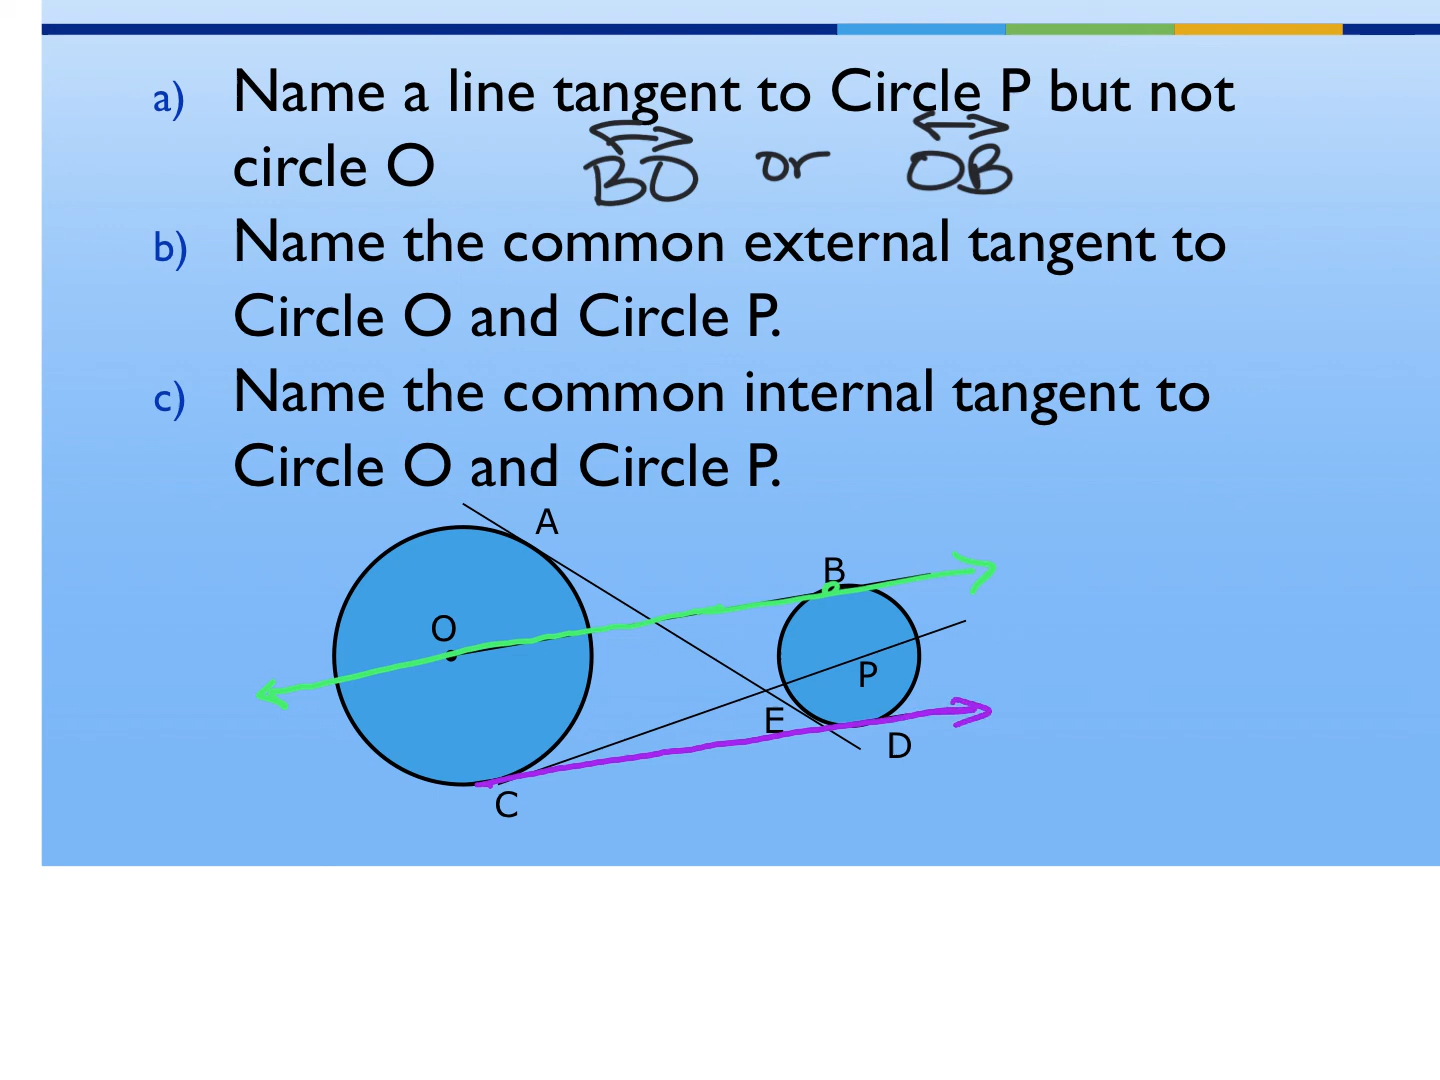 a) Name a line tangent to Circle P but not
circle O BO or OB
b) Name the common external tangent to
Circle O and Circle P.
c) Name the common internal tangent to
Circle O and Circle P.
A
B
O
P
E
D
C